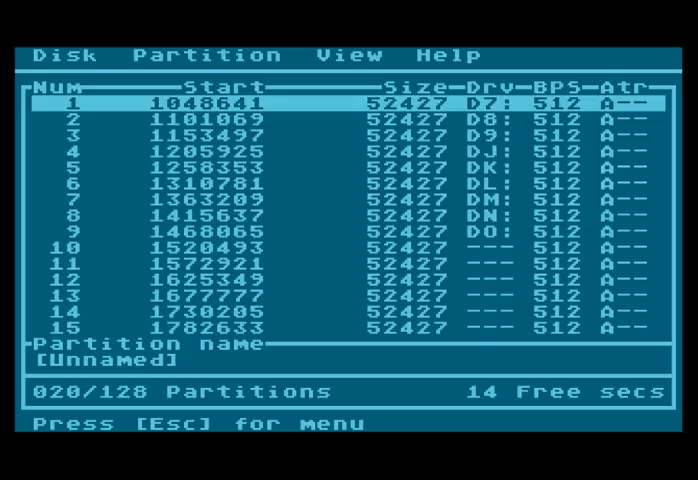 Disk Partition View Help
Num Start Size Drv BPS Atr
1 1048641 52427 D7: 512 A--
2 1101069 52427 D8: 512 A--
3 1153497 52427 D9: 512 A--
4 1205925 52427 DJ: 512 A--
5 1258353 52427 DK: 512 A--
6 1310781 52427 DL: 512 A--
7 1363209 52427 DM: 512 A--
8 1415637 52427 DN: 512 A--
9 1468065 52427 DO: 512 A--
10 1520493 52427 --- 512 A--
11 1572921 52427 --- 512 A--
12 1625349 52427 --- 512 A--
13 1677777 52427 --- 512 A--
14 1730205 52427 --- 512 A--
15 1782633 52427 --- 512 A--
Partition name
[Unnamed]
020/128 Partitions 14 Free secs
Press [Esc] for menu